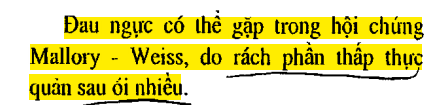 Đau ngực có thể gặp trong hội chứng
Mallory - Weiss, do rách phần thấp thực
quản sau ói nhiều.